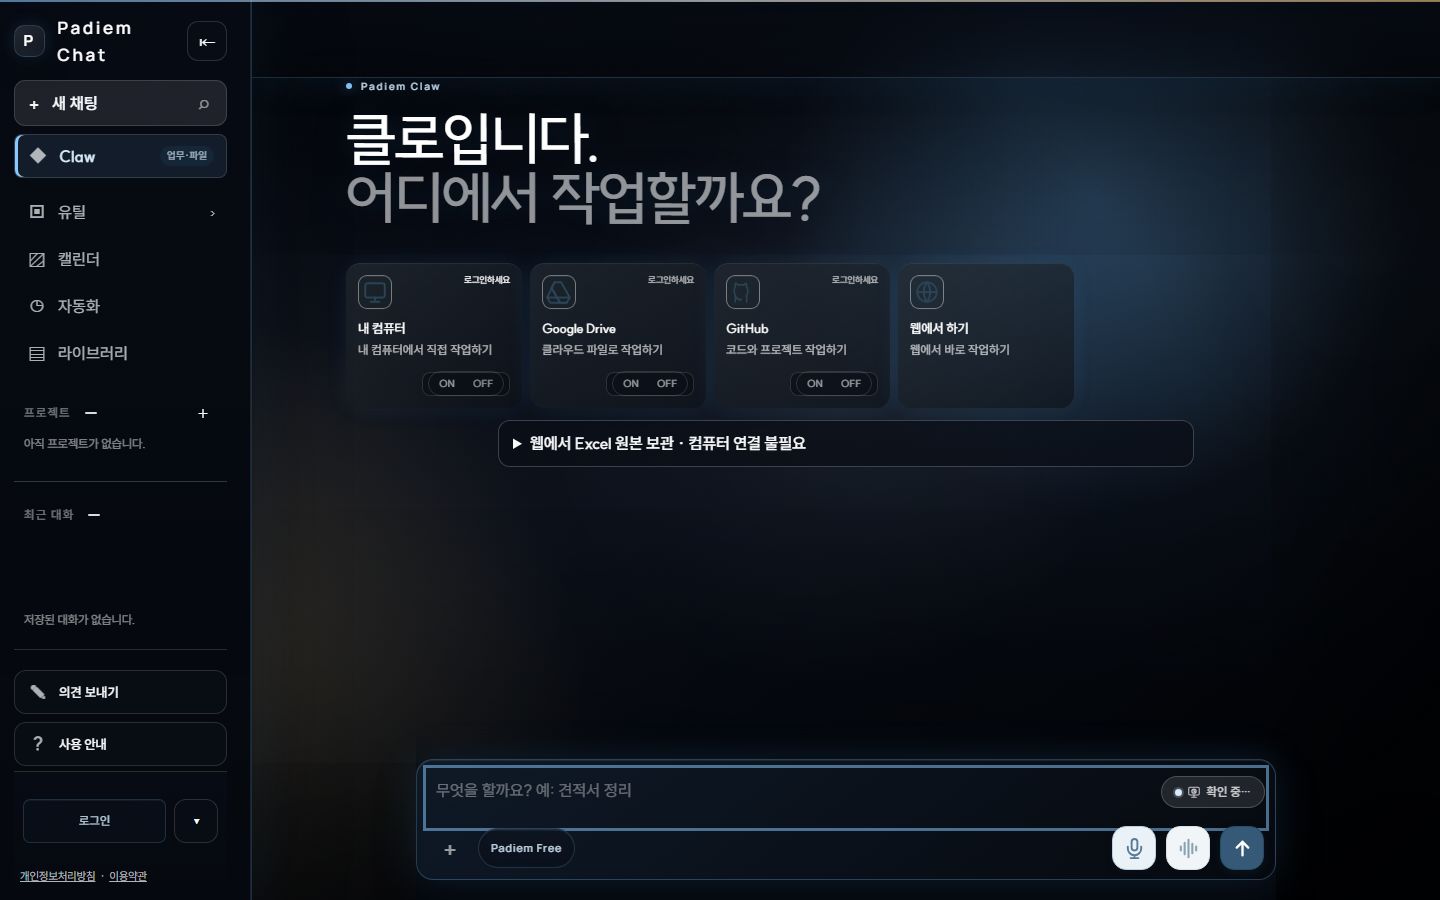 P
Padiem
Chat
+ 새 채팅
Claw
업무·파일
유틸
캘린더
자동화
라이브러리
프로젝트
아직 프로젝트가 없습니다.
최근 대화
저장된 대화가 없습니다.
의견 보내기
? 사용 안내
로그인
개인정보처리방침 · 이용약관
Padiem Claw
클로입니다.
어디에서 작업할까요?
로그인하세요
내 컴퓨터
내 컴퓨터에서 직접 작업하기
ON OFF
로그인하세요
Google Drive
클라우드 파일로 작업하기
ON OFF
로그인하세요
GitHub
코드와 프로젝트 작업하기
ON OFF
웹에서 하기
웹에서 바로 작업하기
▶ 웹에서 Excel 원본 보관 · 컴퓨터 연결 불필요
무엇을 할까요? 예: 견적서 정리
확인 중…
+
Padiem Free